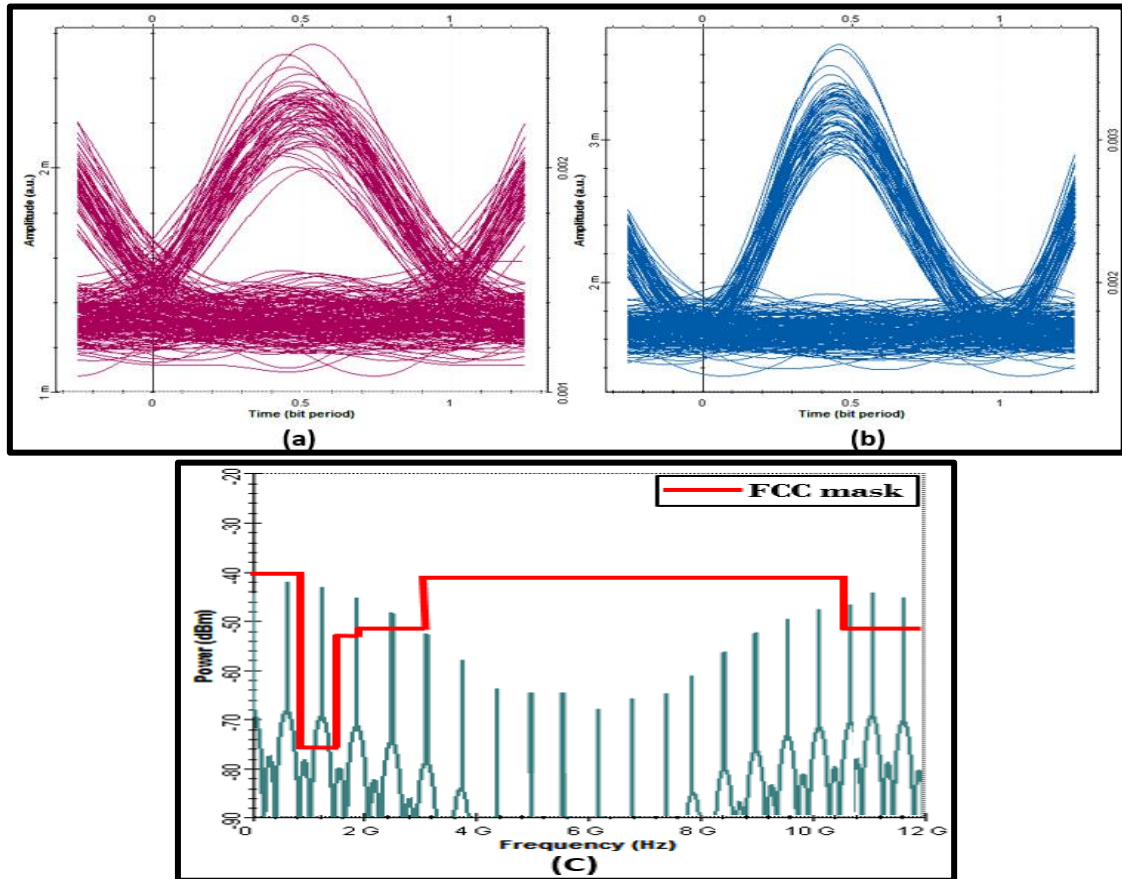 0 0.5 1
Amplitude (a.u.)
2 m
1 m
0.002
0.001
0 0.5 1
Time (bit period)
(a)
0 0.5 1
Amplitude (a.u.)
3 m
2 m
0.003
0.002
0 0.5 1
Time (bit period)
(b)
FCC mask
Power (dBm)
-20
-30
-40
-50
-60
-70
-80
-90
0 2 G 4 G 6 G 8 G 10 G 12 G
Frequency (Hz)
(C)